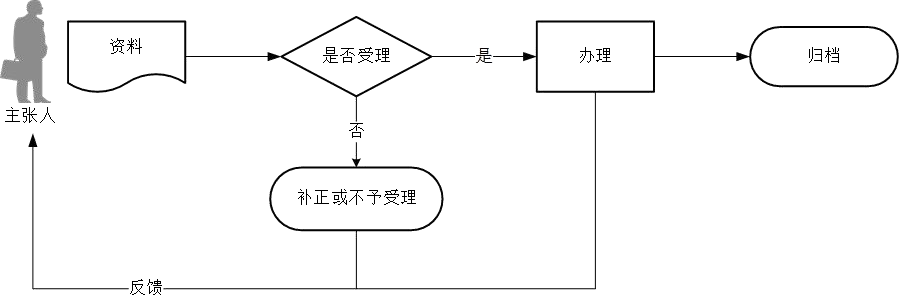 资料
是否受理
是
办理
归档
主张人
否
补正或不予受理
反馈